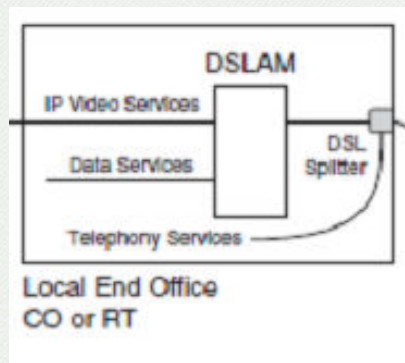 DSLAM
IP Video Services
DSL
Splitter
Data Services
Telephony Services
Local End Office
CO or RT